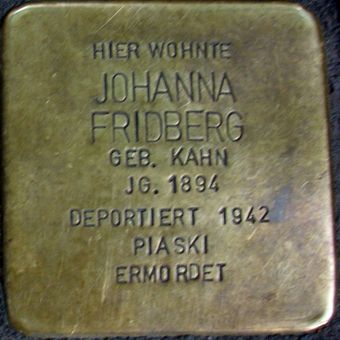 HIER WOHNTE
JOHANNA
FRIDBERG
GEB. KAHN
JG. 1894
DEPORTIERT 1942
PIASKI
ERMORDET